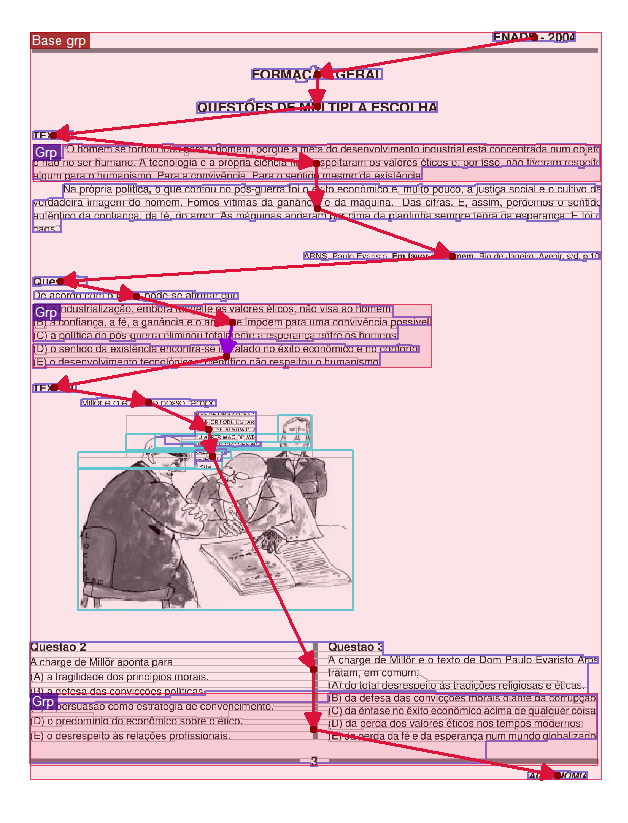 Base grp
ENADE - 2004
FORMAÇÃO GERAL
QUESTÕES DE MÚLTIPLA ESCOLHA
Grp
"O homem se tornou lobo para o homem, porque a meta do desenvolvimento industrial está concentrada num objeto
e não no ser humano. A tecnologia e a própria ciência não respeitaram os valores éticos e, por isso, não tiveram respeito
algum para o humanismo. Para a convivência. Para o sentido mesmo da existência.
Na própria política, o que contou no pós-guerra foi o êxito econômico e, muito pouco, a justiça social e o cultivo da
verdadeira imagem do homem. Fomos vítimas da ganância e da máquina. Das cifras. E, assim, perdemos o sentido
autêntico da confiança, da fé, do amor. As máquinas andaram por cima da plantinha sempre tenra da esperança. E foi o
caos.
ARNS, Paulo Evaristo. Em favor homem. Rio de Janeiro: Avenir, s/d. p.10
De acordo com o pode-se afirmar que
Grp
industrialização, embora respeite os valores éticos, não visa ao homem.
(B) a confiança, a fé, a ganância e o amor se impõem para uma convivência possível.
(C) a política do pós-guerra eliminou totalmente a esperança entre os homens.
(D) o sentido da existência encontra-se instalado no êxito econômico e no conforto.
(E) o desenvolvimento tecnológico e científico não respeitou o humanismo.
Millôr e a nosso tempo
Questão 2
A charge de Millôr aponta para
(A) a fragilidade dos princípios morais.
(B) a defesa das convicções políticas.
Grp
persuasão como estratégia de convencimento.
(D) o predomínio do econômico sobre o ético.
(E) o desrespeito às relações profissionais.
Questão 3
A charge de Millôr e o texto de Dom Paulo Evaristo Arns
tratam, em comum,
(A) do total desrespeito às tradições religiosas e éticas.
(B) da defesa das convicções morais diante da corrupção.
(C) da ênfase no êxito econômico acima de qualquer coisa.
(D) da perda dos valores éticos nos tempos modernos.
(E) da perda da fé e da esperança num mundo globalizado.
3